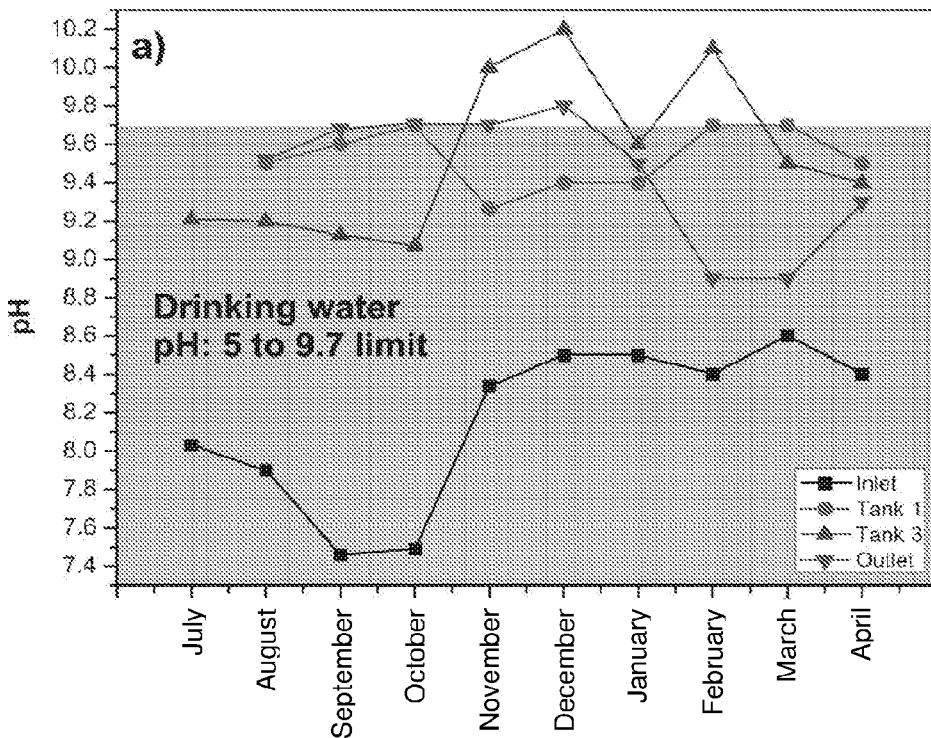 a)
10.2
10.0
9.8
9.6
9.4
9.2
9.0
8.8
8.6
8.4
8.2
8.0
7.8
7.6
7.4
pH
Drinking water
pH: 5 to 9.7 limit
Inlet
Tank 1
Tank 3
Outlet
July
August
September
October
November
December
January
February
March
April